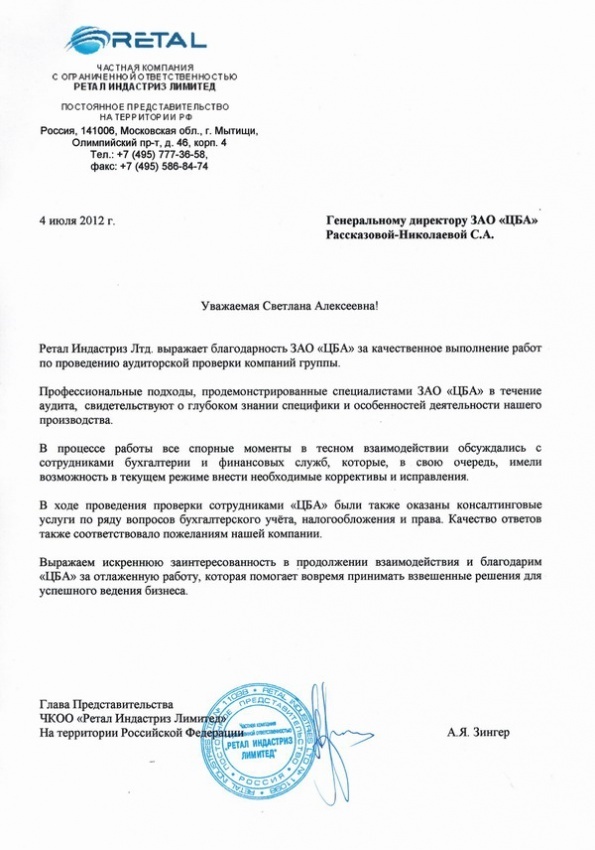 RETAL
ЧАСТНАЯ КОМПАНИЯ
С ОГРАНИЧЕННОЙ ОТВЕТСТВЕННОСТЬЮ
РЕТАЛ ИНДАСТРИЗ ЛИМИТЕД
ПОСТОЯННОЕ ПРЕДСТАВИТЕЛЬСТВО
НА ТЕРРИТОРИИ РФ
Россия, 141006, Московская обл., г. Мытищи,
Олимпийский пр-т, д. 46, корп. 4
Тел.: +7 (495) 777-36-58,
факс: +7 (495) 586-84-74
4 июля 2012 г.
Генеральному директору ЗАО «ЦБА»
Рассказовой-Николаевой С.А.
Уважаемая Светлана Алексеевна!
Ретал Индастриз Лтд. выражает благодарность ЗАО «ЦБА» за качественное выполнение работ
по проведению аудиторской проверки компаний группы.
Профессиональные подходы, продемонстрированные специалистами ЗАО «ЦБА» в течение
аудита, свидетельствуют о глубоком знании специфики и особенностей деятельности нашего
производства.
В процессе работы все спорные моменты в тесном взаимодействии обсуждались с
сотрудниками бухгалтерии и финансовых служб, которые, в свою очередь, имели
возможность в текущем режиме внести необходимые коррективы и исправления.
В ходе проведения проверки сотрудниками «ЦБА» были также оказаны консалтинговые
услуги по ряду вопросов бухгалтерского учёта, налогообложения и права. Качество ответов
также соответствовало пожеланиям нашей компании.
Выражаем искреннюю заинтересованность в продолжении взаимодействия и благодарим
«ЦБА» за отлаженную работу, которая помогает вовремя принимать взвешенные решения для
успешного ведения бизнеса.
Глава Представительства
ЧКОО «Ретал Индастриз Лимитед»
На территории Российской Федерации
А.Я. Зингер
RETAL INDUSTRIES LTD № 11098
ПОСТОЯННОЕ ПРЕДСТАВИТЕЛЬСТВО
Частная компания
ответственностью
"РЕТАЛ ИНДАСТРИЗ
ЛИМИТЕД"
РОССИЯ